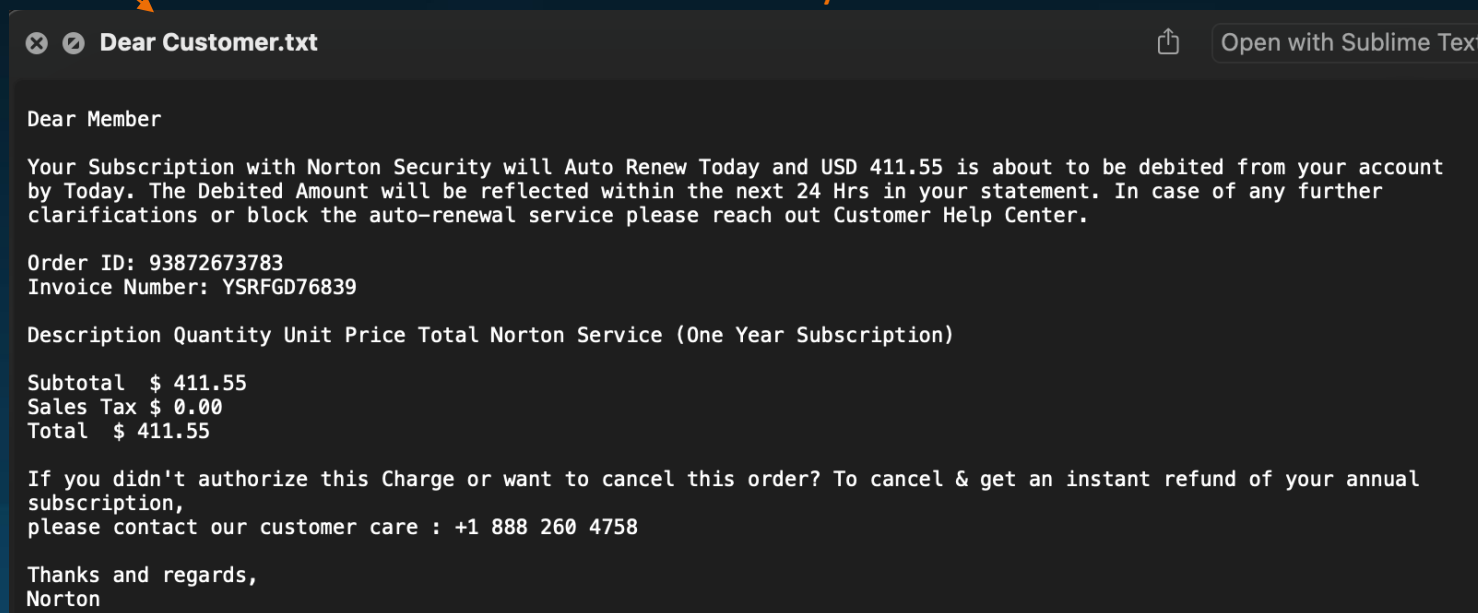 Dear Customer.txt
Open with Sublime Text
Dear Member
Your Subscription with Norton Security will Auto Renew Today and USD 411.55 is about to be debited from your account
by Today. The Debited Amount will be reflected within the next 24 Hrs in your statement. In case of any further
clarifications or block the auto-renewal service please reach out Customer Help Center.
Order ID: 93872673783
Invoice Number: YSRFGD76839
Description Quantity Unit Price Total Norton Service (One Year Subscription)
Subtotal  $ 411.55
Sales Tax $ 0.00
Total  $ 411.55
If you didn't authorize this Charge or want to cancel this order? To cancel & get an instant refund of your annual
subscription,
please contact our customer care : +1 888 260 4758
Thanks and regards,
Norton